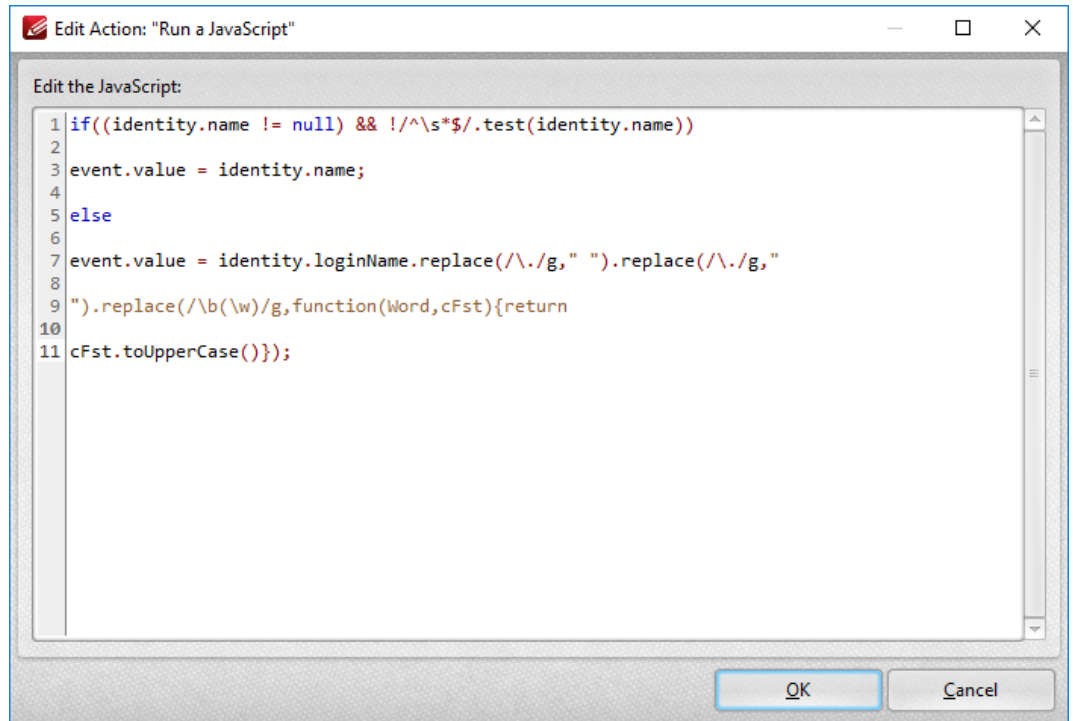 Edit Action: "Run a JavaScript"
Edit the JavaScript:
1 if((identity.name != null) && !/^\s*$/.test(identity.name))
2
3 event.value = identity.name;
4
5 else
6
7 event.value = identity.loginName.replace(/\./g," ").replace(/\./g,"
8
9 ").replace(/\b(\w)/g,function(Word,cFst){return
10
11 cFst.toUpperCase()});
OK Cancel